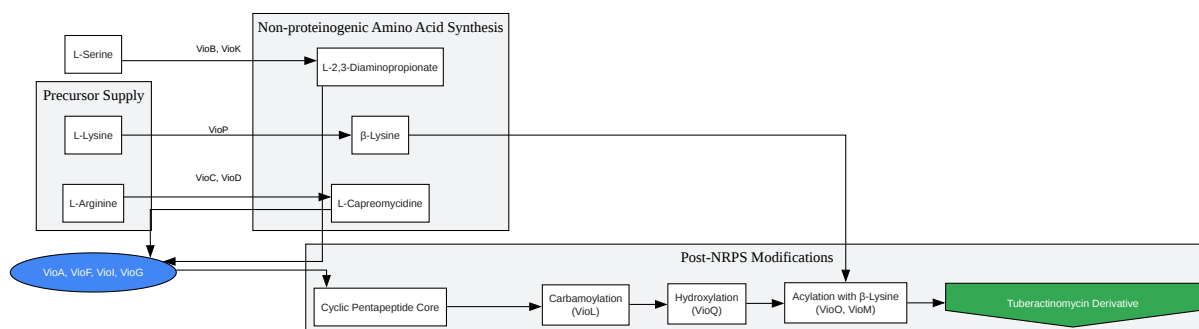 Non-proteinogenic Amino Acid Synthesis
L-Serine
VioB, VioK
L-2,3-Diaminopropionate
Precursor Supply
L-Lysine
VioP
β-Lysine
L-Arginine
VioC, VioD
L-Capreomycidine
Post-NRPS Modifications
VioA, VioF, VioI, VioG
Cyclic Pentapeptide Core
Carbamoylation
(VioL)
Hydroxylation
(VioQ)
Acylation with β-Lysine
(VioO, VioM)
Tuberactinomycin Derivative